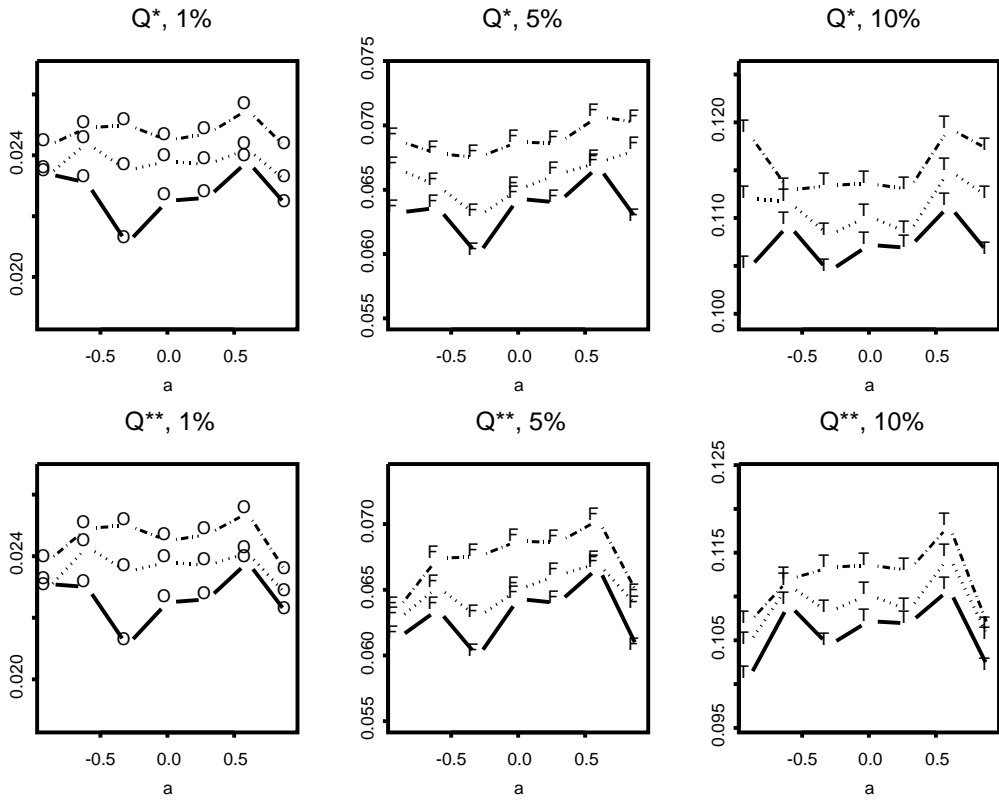 Q*, 1%
Q*, 5%
Q*, 10%
0.020 0.024
O O O O O O O
O O O O O O O
O O O O O O O
-0.5 0.0 0.5
a
0.055 0.060 0.065 0.070 0.075
F F F F F F F
F F F F F F F
F F F F F F F
-0.5 0.0 0.5
a
0.100 0.110 0.120
T T T T T T T
T T T T T T T
T T T T T T T
-0.5 0.0 0.5
a
Q**, 1%
Q**, 5%
Q**, 10%
0.020 0.024
O O O O O O O
O O O O O O O
O O O O O O O
-0.5 0.0 0.5
a
0.055 0.060 0.065 0.070
F F F F F F F
F F F F F F F
F F F F F F F
-0.5 0.0 0.5
a
0.095 0.105 0.115 0.125
T T T T T T T
T T T T T T T
T T T T T T T
-0.5 0.0 0.5
a